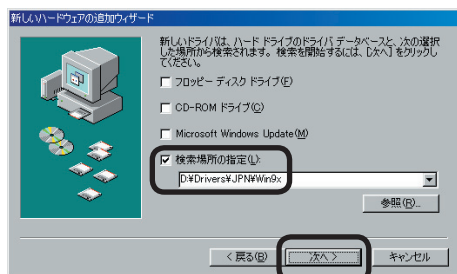 新しいハードウェアの追加ウィザード
新しいドライバは、ハード ドライブのドライバ データベースと、次の選択
した場所から検索されます。 検索を開始するには、[次へ] をクリックし
てください。
フロッピー ディスク ドライブ(F)
CD-ROM ドライブ(C)
Microsoft Windows Update(M)
検索場所の指定(L):
D:¥Drivers¥JPN¥Win9x
参照(R)...
< 戻る(B)
次へ >
キャンセル